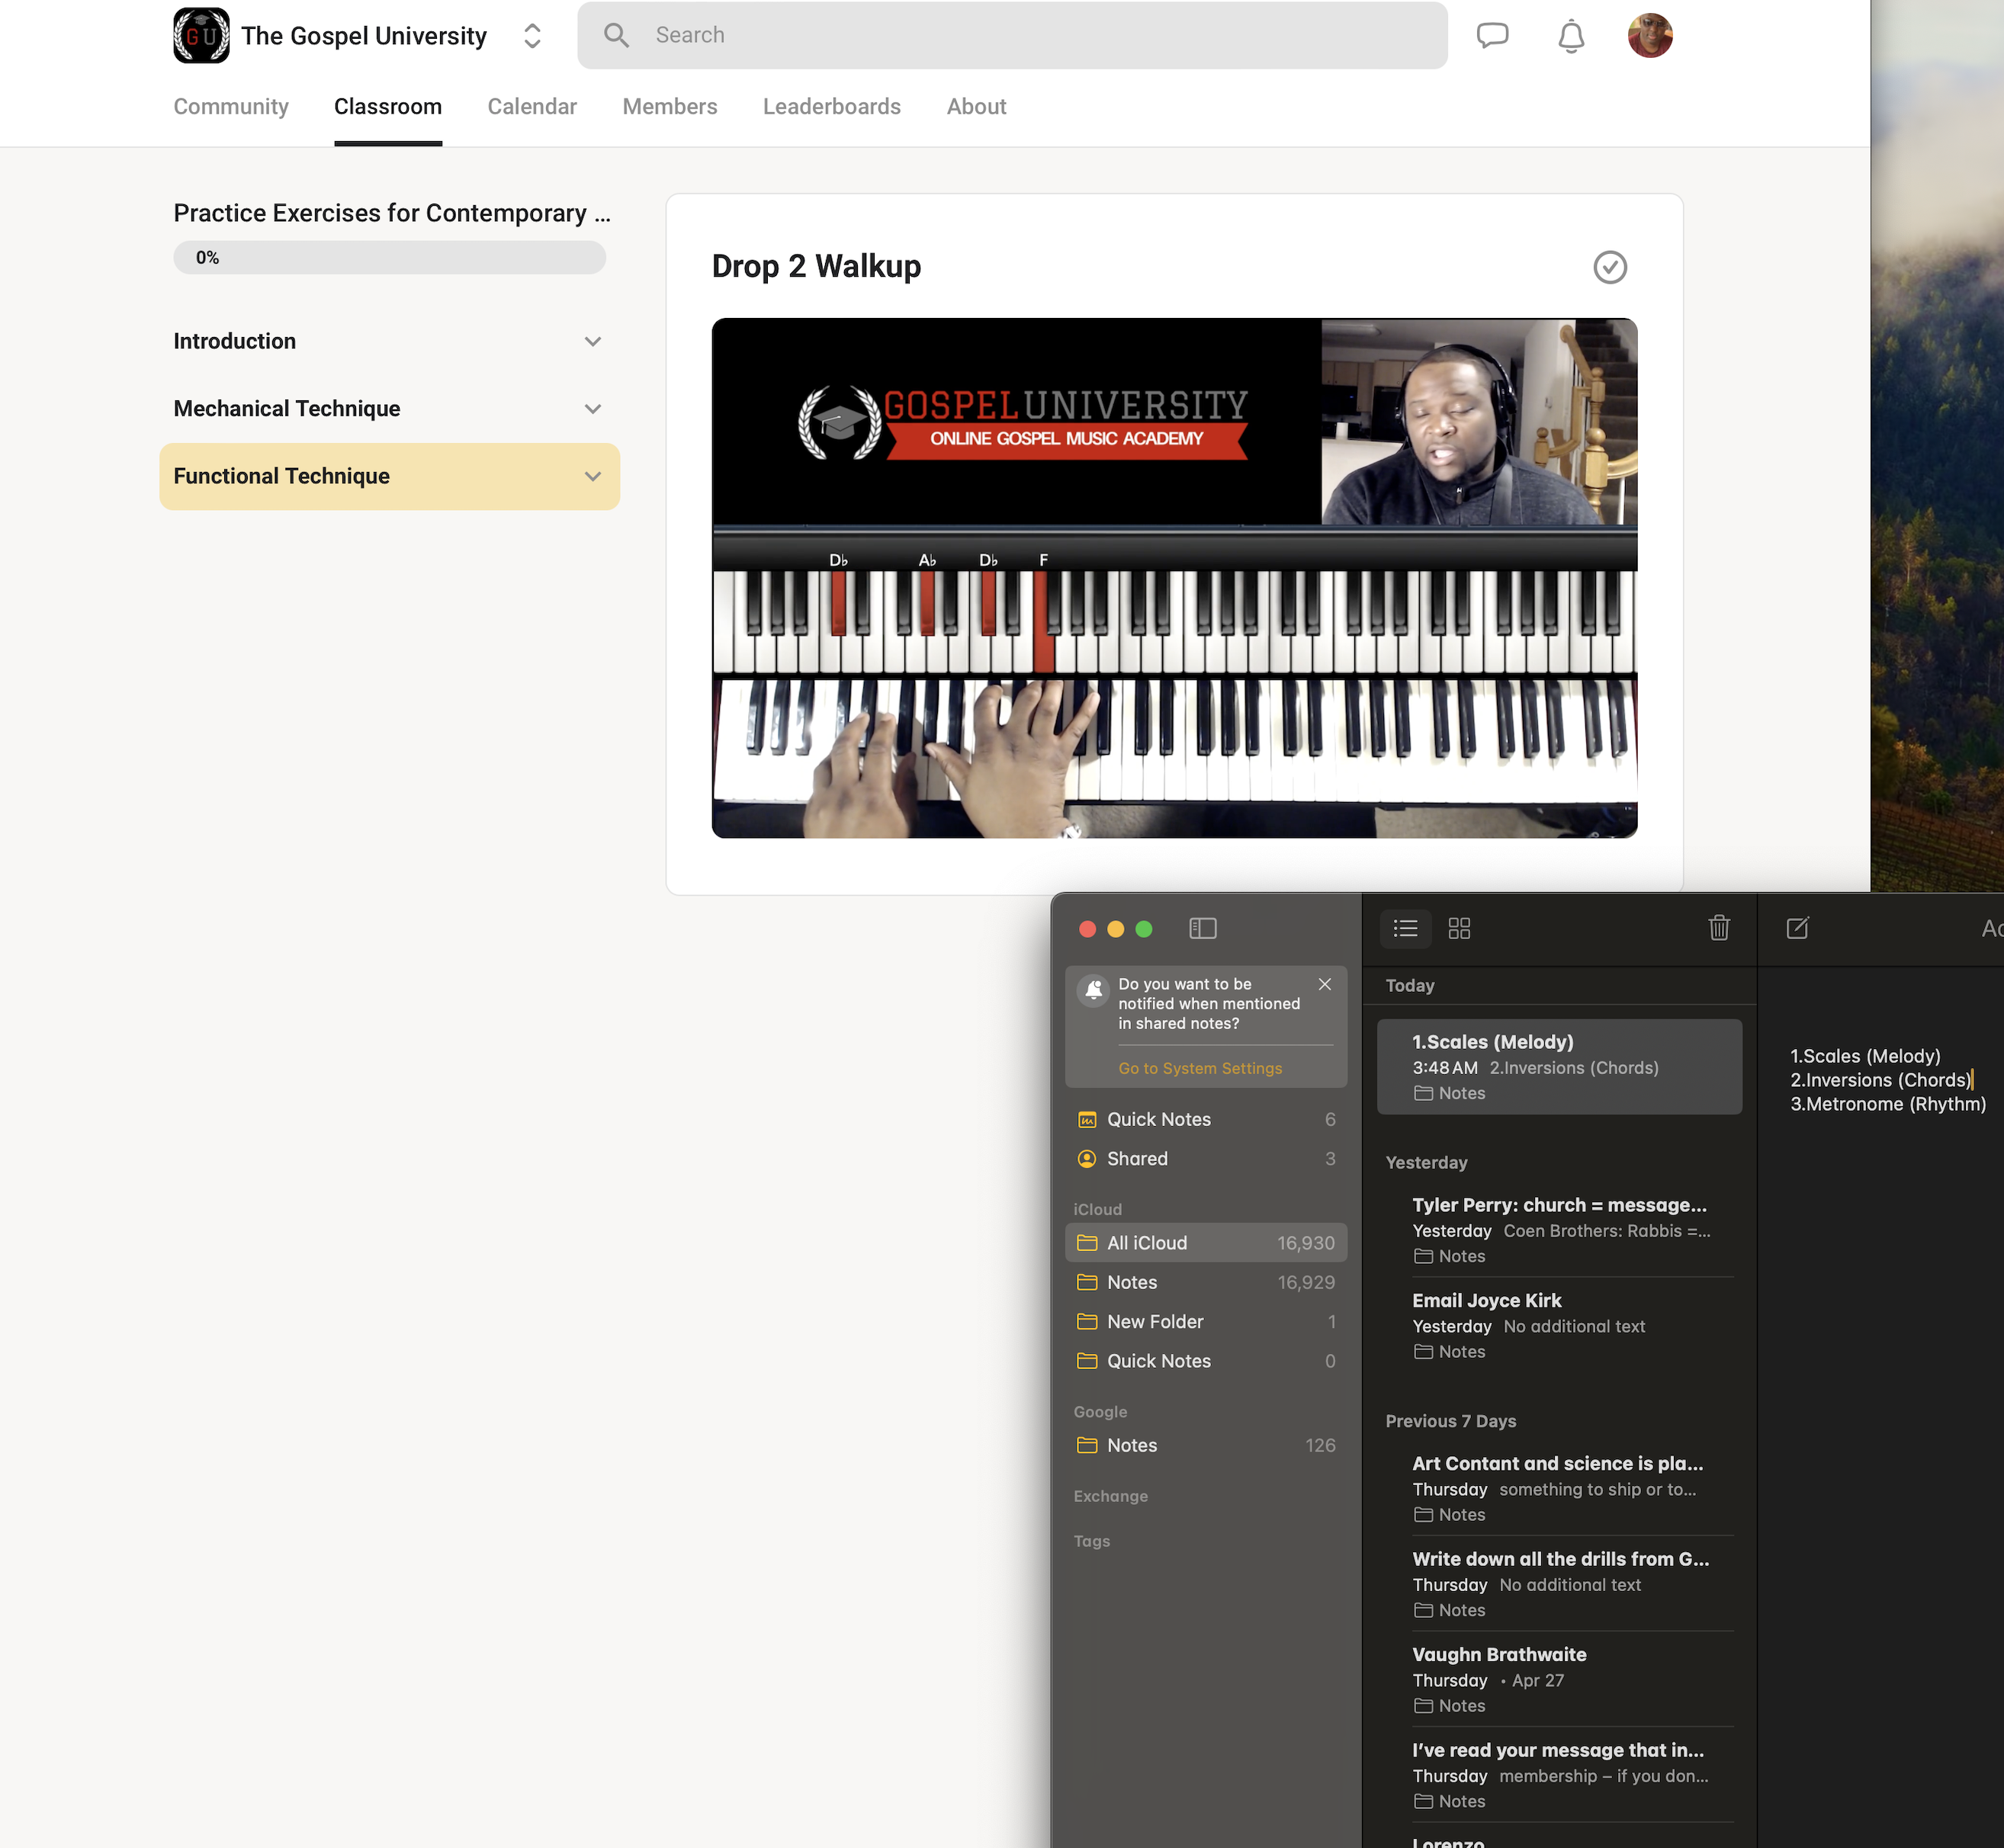 GU
The Gospel University
Search
Community
Classroom
Calendar
Members
Leaderboards
About
Practice Exercises for Contemporary ...
0%
Introduction
Mechanical Technique
Functional Technique
Drop 2 Walkup
GOSPEL UNIVERSITY
ONLINE GOSPEL MUSIC ACADEMY
D♭ A♭ D♭ F
Do you want to be
notified when mentioned
in shared notes?
Go to System Settings
Quick Notes 6
Shared 3
iCloud
All iCloud 16,930
Notes 16,929
New Folder 1
Quick Notes 0
Google
Notes 126
Exchange
Tags
Today
1.Scales (Melody)
3:48 AM 2.Inversions (Chords)
Notes
Yesterday
Tyler Perry: church = message...
Yesterday Coen Brothers: Rabbis =...
Notes
Email Joyce Kirk
Yesterday No additional text
Notes
Previous 7 Days
Art Contant and science is pla...
Thursday something to ship or to...
Notes
Write down all the drills from G...
Thursday No additional text
Notes
Vaughn Brathwaite
Thursday • Apr 27
Notes
I've read your message that in...
Thursday membership – if you don...
Notes
Lorenzo
1.Scales (Melody)
2.Inversions (Chords)
3.Metronome (Rhythm)